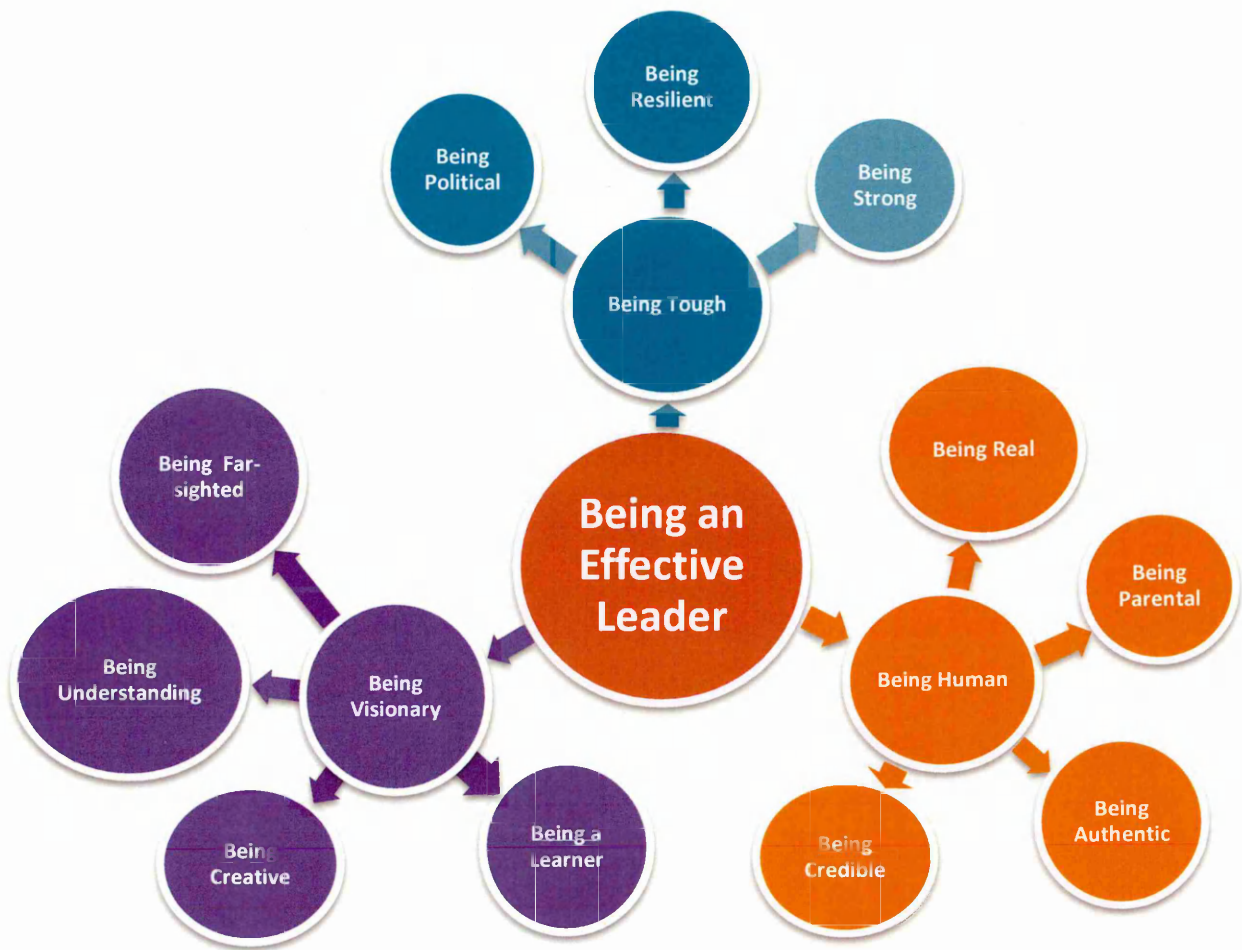 Being
Resilient
Being
Political
Being
Strong
Being Tough
Being Far-
sighted
Being an
Effective
Leader
Being Real
Being
Parental
Being
Understanding
Being
Visionary
Being Human
Being
Creative
Being a
Learner
Being
Credible
Being
Authentic